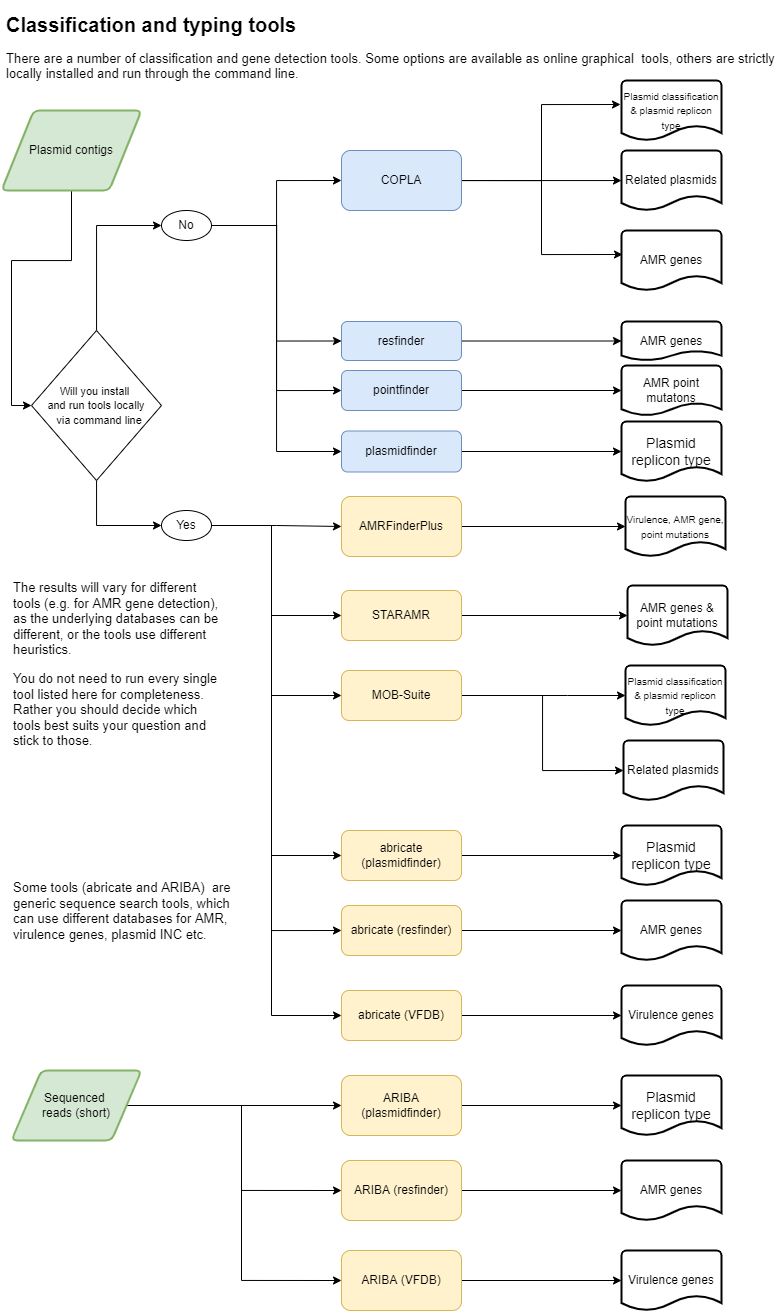 Classification and typing tools
There are a number of classification and gene detection tools. Some options are available as online graphical  tools, others are strictly
locally installed and run through the command line.
Plasmid contigs
Will you install
and run tools locally
via command line
No
COPLA
Plasmid classification
& plasmid replicon
type
Related plasmids
AMR genes
resfinder
AMR genes
pointfinder
AMR point
mutatons
plasmidfinder
Plasmid
replicon type
Yes
AMRFinderPlus
Virulence, AMR gene,
point mutations
STARAMR
AMR genes &
point mutations
MOB-Suite
Plasmid classification
& plasmid replicon
type
Related plasmids
The results will vary for different
tools (e.g. for AMR gene detection),
as the underlying databases can be
different, or the tools use different
heuristics.
You do not need to run every single
tool listed here for completeness.
Rather you should decide which
tools best suits your question and
stick to those.
abricate
(plasmidfinder)
Plasmid
replicon type
Some tools (abricate and ARIBA)  are
generic sequence search tools, which
can use different databases for AMR,
virulence genes, plasmid INC etc.
abricate (resfinder)
AMR genes
abricate (VFDB)
Virulence genes
Sequenced
reads (short)
ARIBA
(plasmidfinder)
Plasmid
replicon type
ARIBA (resfinder)
AMR genes
ARIBA (VFDB)
Virulence genes